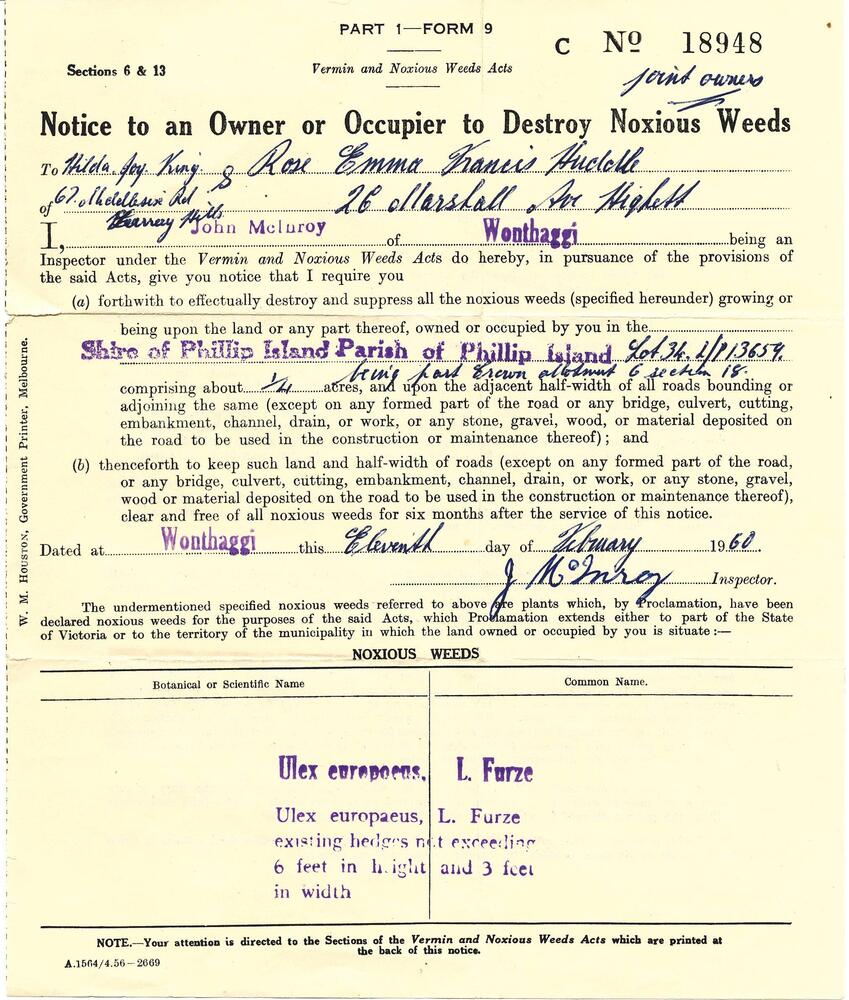 PART 1—FORM 9
C Nº 18948
Sections 6 & 13
Vermin and Noxious Weeds Acts
joint owners
Notice to an Owner or Occupier to Destroy Noxious Weeds
To Hilda Joy King & Rose Emma Francis Huddle
of 67 Middlesex Rd 26 Marshall Ave Highett
Surrey Hills
I, John McInroy of Wonthaggi being an
Inspector under the Vermin and Noxious Weeds Acts do hereby, in pursuance of the provisions of
the said Acts, give you notice that I require you
(a) forthwith to effectually destroy and suppress all the noxious weeds (specified hereunder) growing or
being upon the land or any part thereof, owned or occupied by you in the
Shire of Phillip Island Parish of Phillip Island Lot 34. L/P13659.
being part Crown allotment 6 section 18.
comprising about 1/4 acres, and upon the adjacent half-width of all roads bounding or
adjoining the same (except on any formed part of the road or any bridge, culvert, cutting,
embankment, channel, drain, or work, or any stone, gravel, wood, or material deposited on
the road to be used in the construction or maintenance thereof); and
(b) thenceforth to keep such land and half-width of roads (except on any formed part of the road,
or any bridge, culvert, cutting, embankment, channel, drain, or work, or any stone, gravel,
wood or material deposited on the road to be used in the construction or maintenance thereof),
clear and free of all noxious weeds for six months after the service of this notice.
Dated at Wonthaggi this Eleventh day of February 1960.
J McInroy Inspector.
The undermentioned specified noxious weeds referred to above are plants which, by Proclamation, have been
declared noxious weeds for the purposes of the said Acts, which Proclamation extends either to part of the State
of Victoria or to the territory of the municipality in which the land owned or occupied by you is situate :—
NOXIOUS WEEDS
Botanical or Scientific Name
Common Name.
Ulex europoeus, L. Furze
Ulex europaeus, L. Furze
existing hedges not exceeding
6 feet in height and 3 feet
in width
NOTE.—Your attention is directed to the Sections of the Vermin and Noxious Weeds Acts which are printed at
the back of this notice.
A.1564/4.56—2669
W. M. HOUSTON, Government Printer, Melbourne.